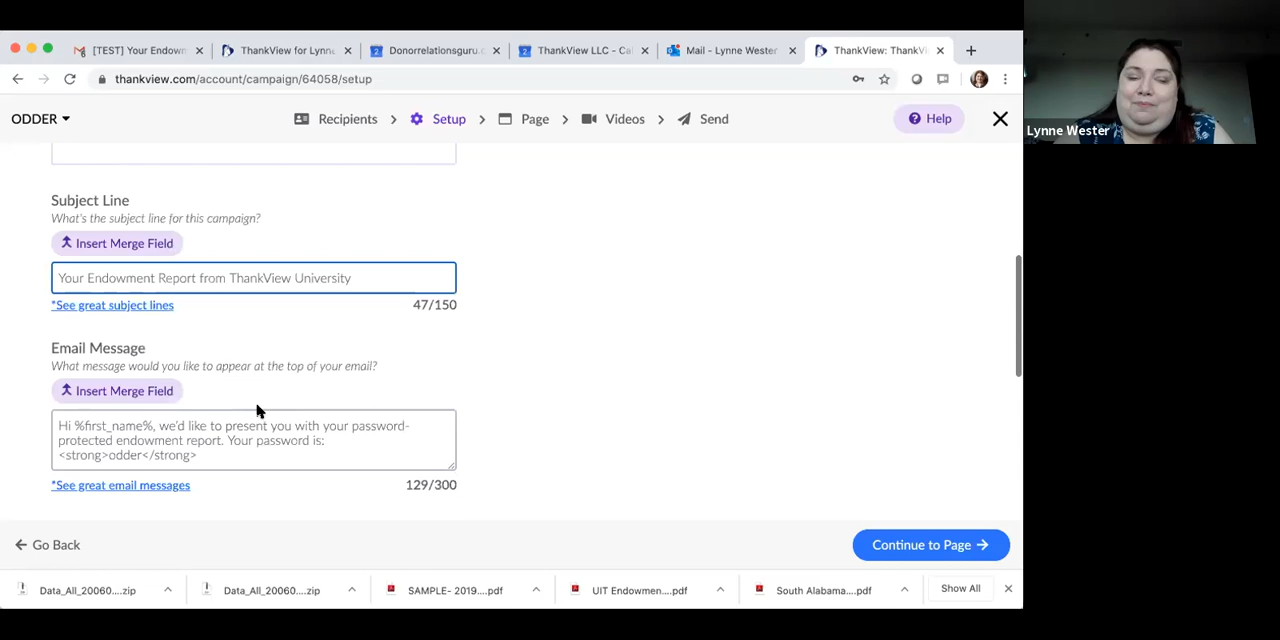 [TEST] Your Endowm
ThankView for Lynn
Donorrelationsguru.c
ThankView LLC - Cal
Mail - Lynne Wester
ThankView: ThankVi
thankview.com/account/campaign/64058/setup
ODDER
Recipients
Setup
Page
Videos
Send
Help
Lynne Wester
Subject Line
What's the subject line for this campaign?
Insert Merge Field
Your Endowment Report from ThankView University
*See great subject lines
47/150
Email Message
What message would you like to appear at the top of your email?
Insert Merge Field
Hi %first_name%, we'd like to present you with your password-
protected endowment report. Your password is:
<strong>odder</strong>
*See great email messages
129/300
Go Back
Continue to Page
Data_All_20060....zip
Data_All_20060....zip
SAMPLE- 2019....pdf
UIT Endowmen....pdf
South Alabama....pdf
Show All